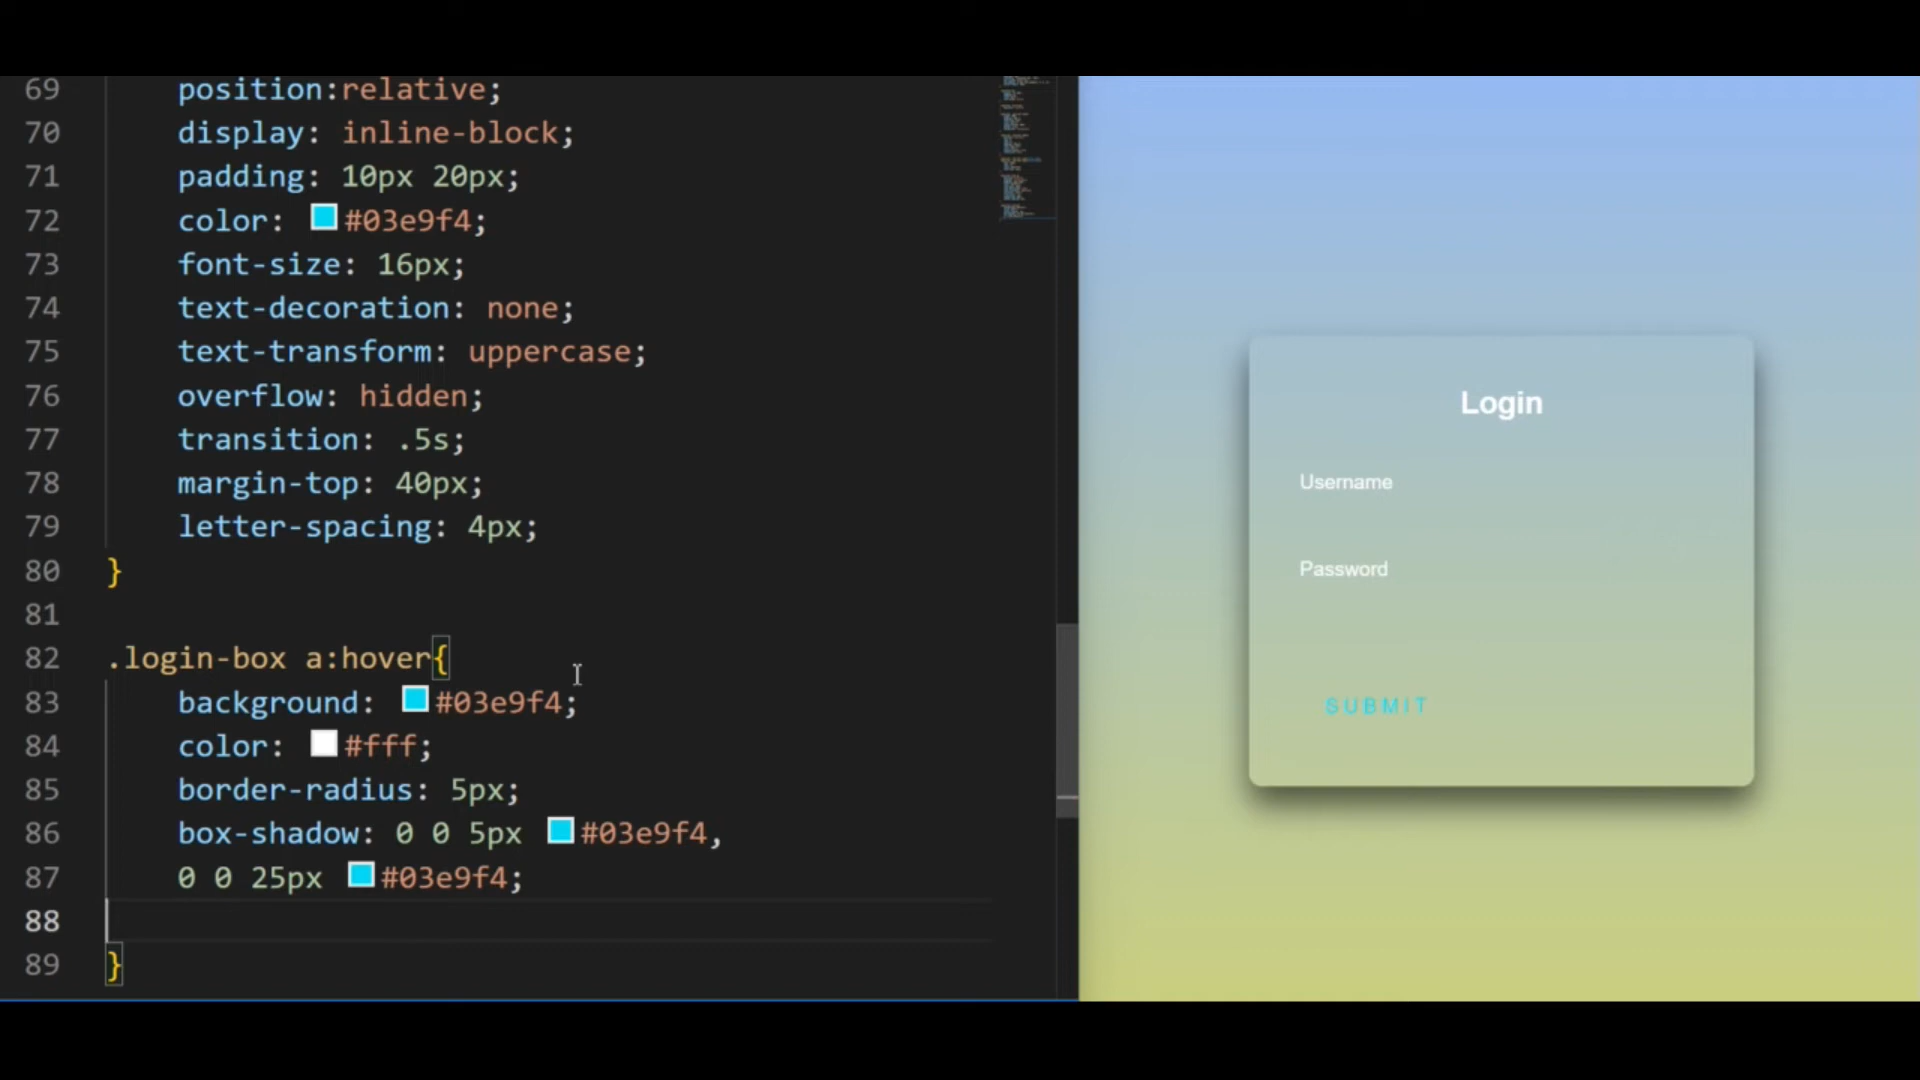 69 position:relative;
70 display: inline-block;
71 padding: 10px 20px;
72 color: #03e9f4;
73 font-size: 16px;
74 text-decoration: none;
75 text-transform: uppercase;
76 overflow: hidden;
77 transition: .5s;
78 margin-top: 40px;
79 letter-spacing: 4px;
80 }
81
82 .login-box a:hover{
83 background: #03e9f4;
84 color: #fff;
85 border-radius: 5px;
86 box-shadow: 0 0 5px #03e9f4,
87 0 0 25px #03e9f4;
88
89 }
Login
Username
Password
SUBMIT